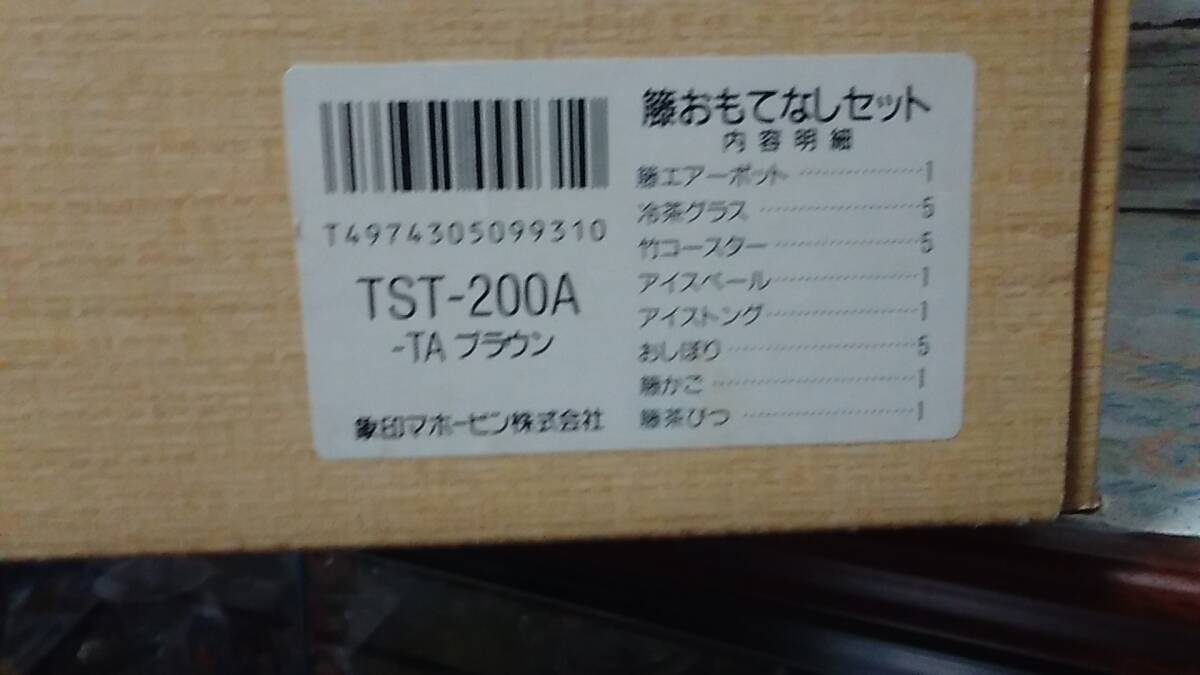 T4974305099310
TST-200A
-TA ブラウン
象印マホービン株式会社
籐おもてなしセット
内容明細
籐エアーポット……………1
冷茶グラス……………5
竹コースター……………5
アイスペール……………1
アイストング……………1
おしぼり……………5
籐かご……………1
籐茶びつ……………1